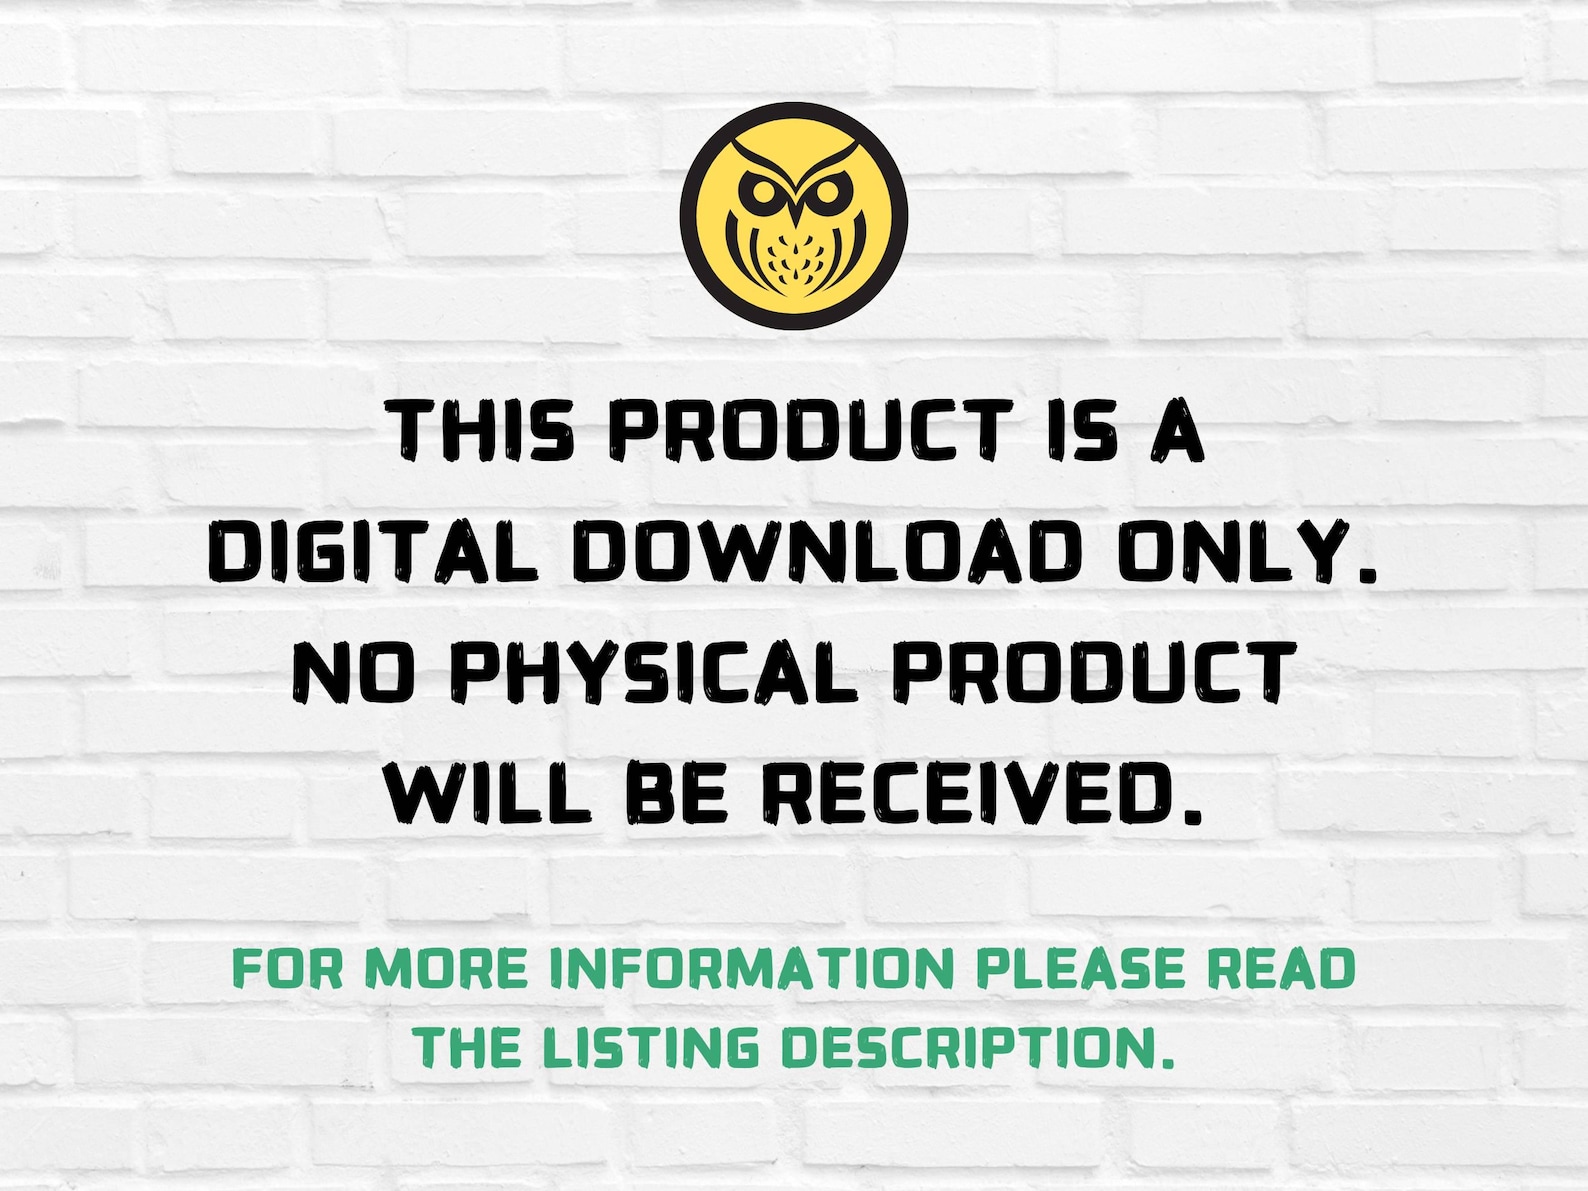 THIS PRODUCT IS A
DIGITAL DOWNLOAD ONLY.
NO PHYSICAL PRODUCT
WILL BE RECEIVED.
FOR MORE INFORMATION PLEASE READ
THE LISTING DESCRIPTION.